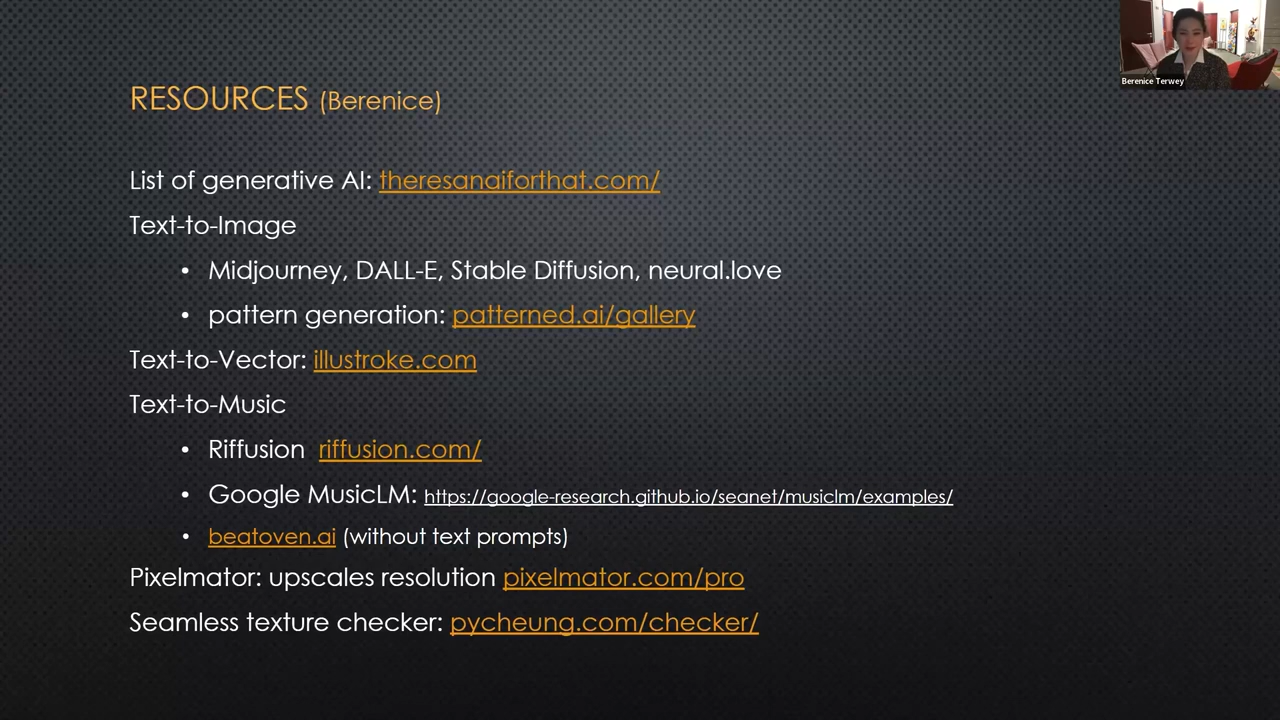 Berenice Terwey
RESOURCES (Berenice)
List of generative AI: theresanaiforthat.com/
Text-to-Image
• Midjourney, DALL-E, Stable Diffusion, neural.love
• pattern generation: patterned.ai/gallery
Text-to-Vector: illustroke.com
Text-to-Music
• Riffusion riffusion.com/
• Google MusicLM: https://google-research.github.io/seanet/musiclm/examples/
• beatoven.ai (without text prompts)
Pixelmator: upscales resolution pixelmator.com/pro
Seamless texture checker: pycheung.com/checker/